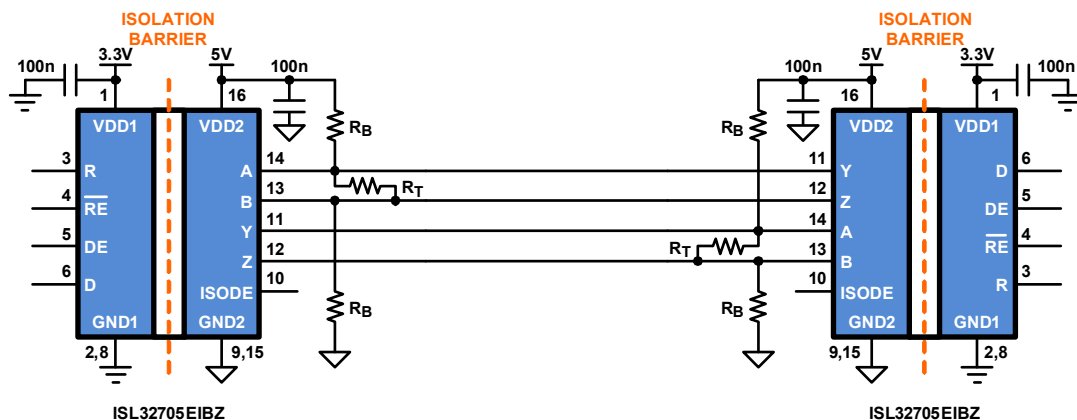 ISOLATION
BARRIER
ISOLATION
BARRIER
3.3V
5V
5V
3.3V
100n
100n
100n
100n
1
16
16
1
VDD1
VDD2
VDD2
VDD1
RB
RB
3
R
A
14
11
Y
D
6
4
RE
B
13
RT
12
Z
DE
5
5
DE
Y
11
14
A
RE
4
6
D
Z
12
RT
13
B
R
3
ISODE
10
10
ISODE
RB
RB
GND1
GND2
GND2
GND1
2,8
9,15
9,15
2,8
ISL32705EIBZ
ISL32705EIBZ